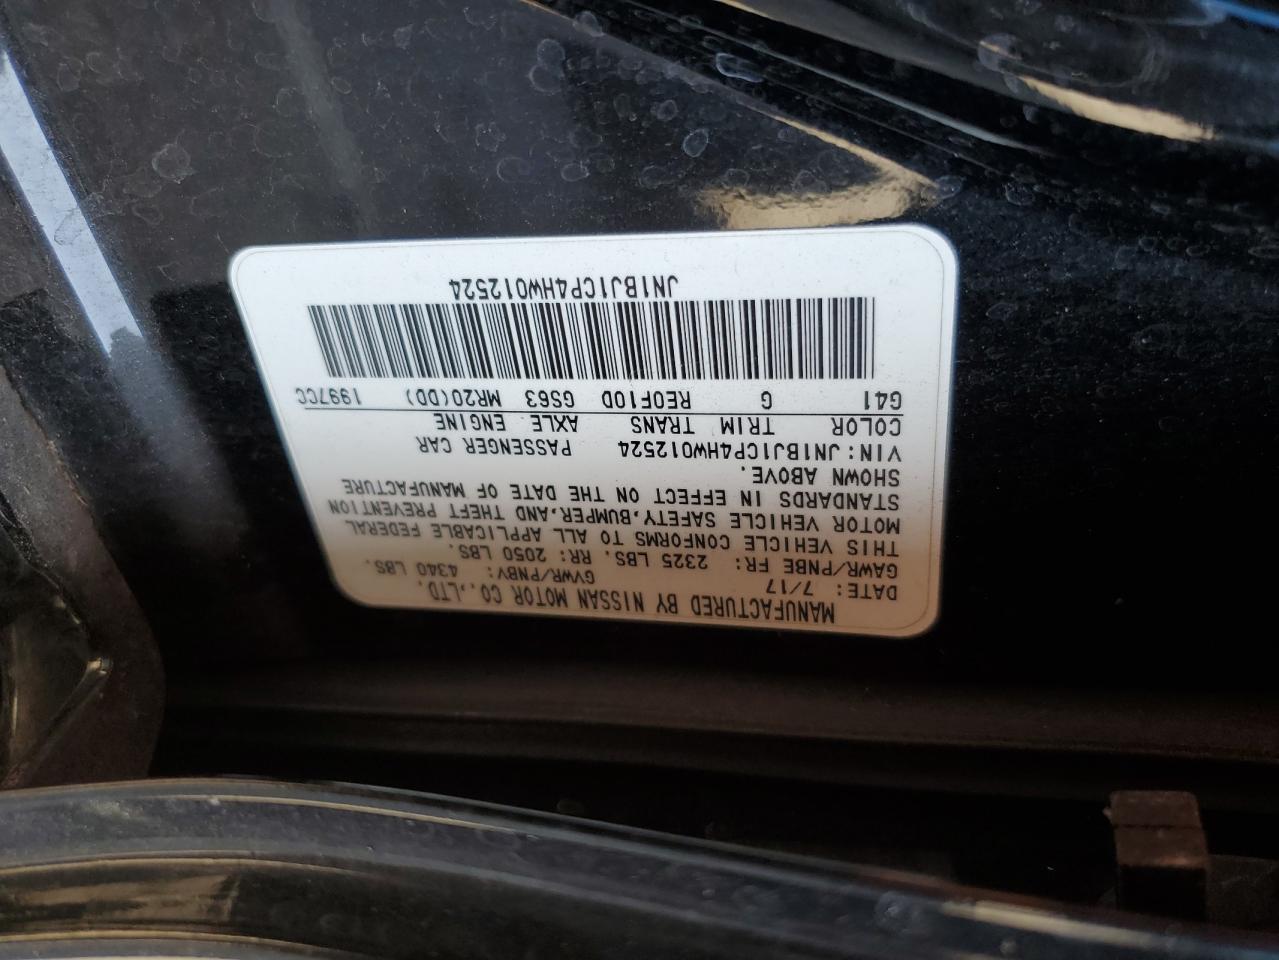 MANUFACTURED BY NISSAN MOTOR CO.,LTD.
DATE: 7/17 GVWR/PNBV: 4340 LBS.
GAWR/PNBE FR: 2325 LBS. RR: 2050 LBS.
THIS VEHICLE CONFORMS TO ALL APPLICABLE FEDERAL
MOTOR VEHICLE SAFETY,BUMPER,AND THEFT PREVENTION
STANDARDS IN EFFECT ON THE DATE OF MANUFACTURE
SHOWN ABOVE.
VIN:JN1BJ1CP4HW012524 PASSENGER CAR
COLOR TRIM TRANS AXLE ENGINE
G41 G RE0F10D GS63 MR20(DD) 1997CC
JN1BJ1CP4HW012524